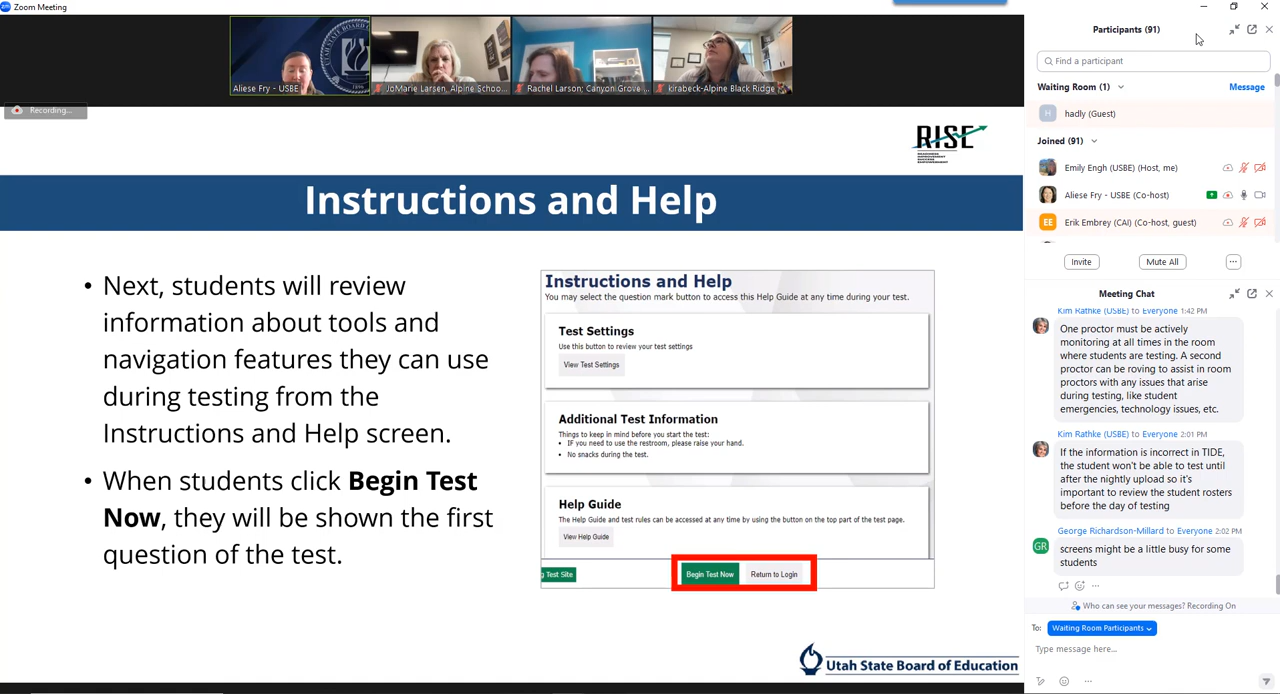 Zoom Meeting
Aliese Fry - USBE
JoMarie Larsen, Alpine Schoo...
Rachel Larson; Canyon Grove ...
kirabeck-Alpine Black Ridge
Recording...
RISE
Instructions and Help
• Next, students will review
information about tools and
navigation features they can use
during testing from the
Instructions and Help screen.
• When students click Begin Test
Now, they will be shown the first
question of the test.
Instructions and Help
You may select the question mark button to access this Help Guide at any time during your test.
Test Settings
Use this button to review your test settings
View Test Settings
Additional Test Information
Things to keep in mind before you start the test:
• IF you need to use the restroom, please raise your hand.
• No snacks during the test.
Help Guide
The Help Guide and test rules can be accessed at any time by using the button on the top part of the test page.
View Help Guide
g Test Site
Begin Test Now
Return to Login
Utah State Board of Education
Participants (91)
Find a participant
Waiting Room (1)
Message
H
hadly (Guest)
Joined (91)
Emily Engh (USBE) (Host, me)
Aliese Fry - USBE (Co-host)
EE
Erik Embrey (CAI) (Co-host, guest)
Invite
Mute All
...
Meeting Chat
Kim Rathke (USBE) to Everyone 1:42 PM
One proctor must be actively
monitoring at all times in the room
where students are testing. A second
proctor can be roving to assist in room
proctors with any issues that arise
during testing, like student
emergencies, technology issues, etc.
Kim Rathke (USBE) to Everyone 2:01 PM
If the information is incorrect in TIDE,
the student won't be able to test until
after the nightly upload so it's
important to review the student rosters
before the day of testing
George Richardson-Millard to Everyone 2:02 PM
GR
screens might be a little busy for some
students
Who can see your messages? Recording On
To:
Waiting Room Participants
Type message here...